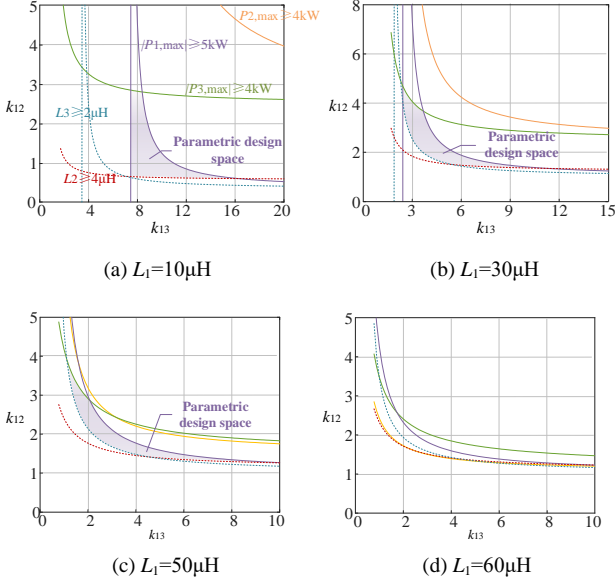 5
|P1,max|≥5kW
P2,max|≥4kW
4
3
|P3,max|≥4kW
k12
L3≥2μH
2
Parametric design
space
1
L2≥4μH
0
0 4 8 12 16 20
k13
(a) L1=10μH
8
6
k12
4
Parametric
design space
2
0
0 3 6 9 12 15
k13
(b) L1=30μH
5
4
3
k12
Parametric
design space
2
1
0
0 2 4 6 8 10
k13
(c) L1=50μH
5
4
3
k12
2
1
0
0 2 4 6 8 10
k13
(d) L1=60μH